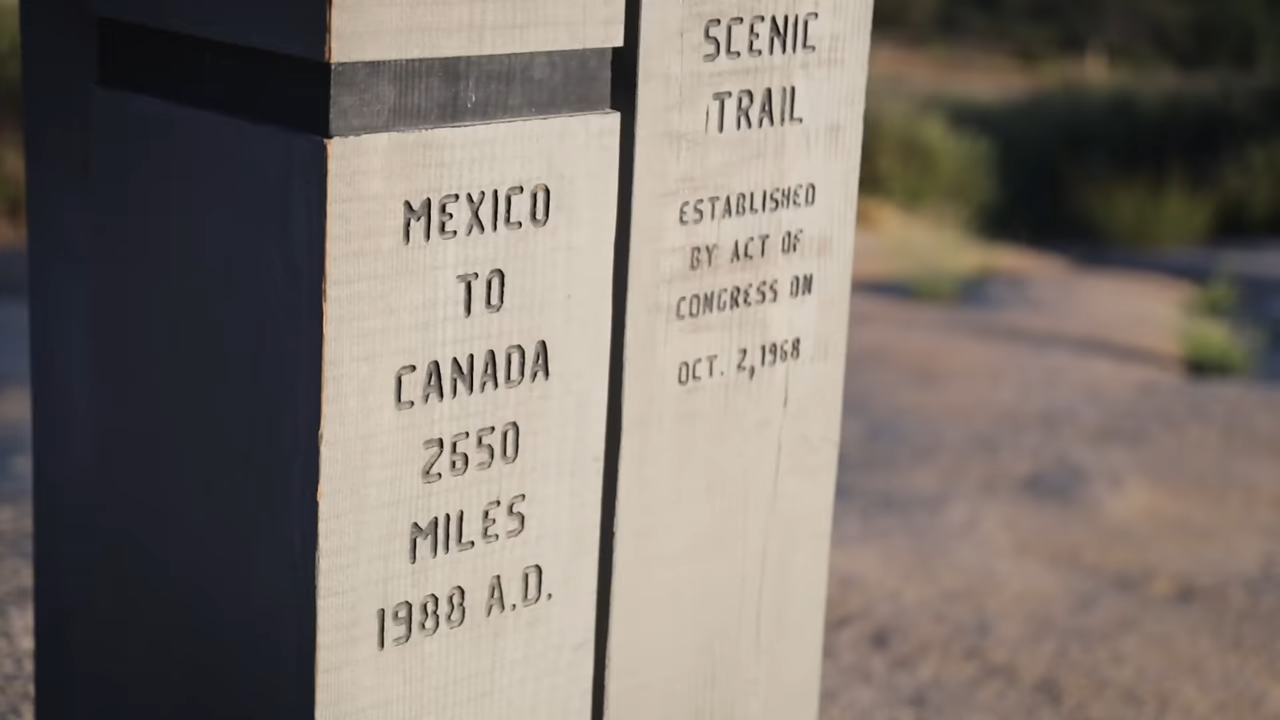 MEXICO
TO
CANADA
2650
MILES
1988 A.D.
SCENIC
TRAIL
ESTABLISHED
BY ACT OF
CONGRESS ON
OCT. 2,1968